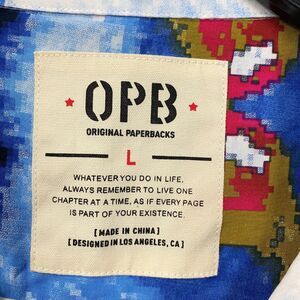 OPB
ORIGINAL PAPERBACKS
L
WHATEVER YOU DO IN LIFE,
ALWAYS REMEMBER TO LIVE ONE
CHAPTER AT A TIME, AS IF EVERY PAGE
IS PART OF YOUR EXISTENCE.
[ MADE IN CHINA ]
[ DESIGNED IN LOS ANGELES, CA ]